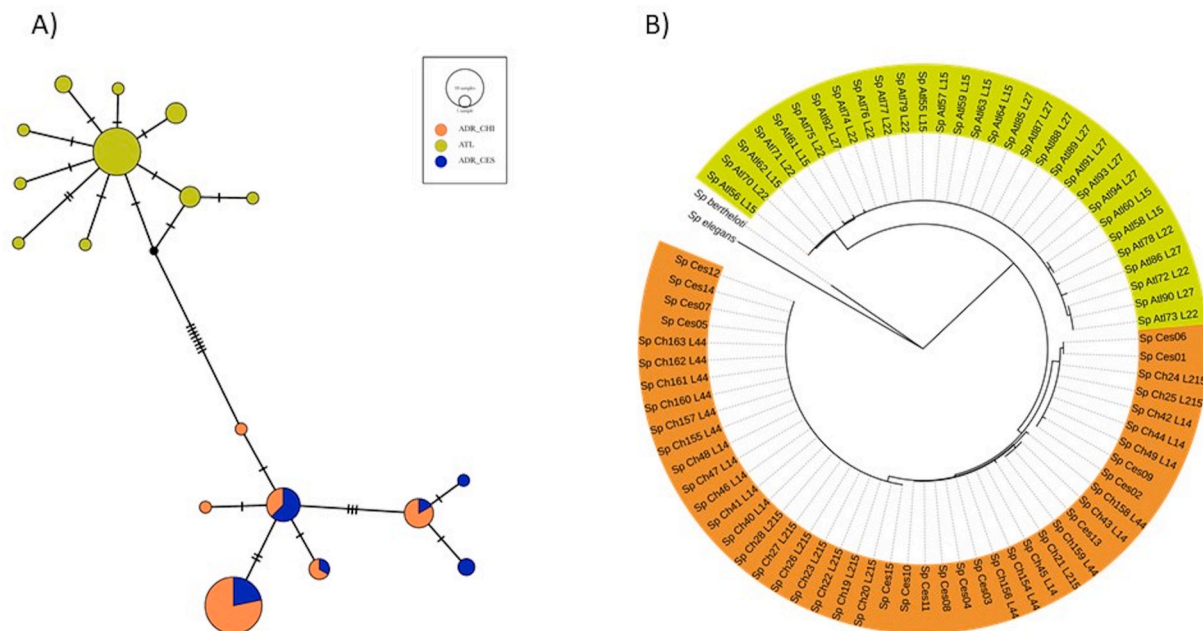 A)
samples
1 sample
ADR_CHI
ATL
ADR_CES
B)
Sp elegans
Sp bertheloti
Sp Atl56 L15
Sp Atl70 L22
Sp Atl62 L15
Sp Atl71 L22
Sp Atl61 L15
Sp Atl75 L22
Sp Atl92 L27
Sp Atl74 L22
Sp Atl76 L22
Sp Atl77 L22
Sp Atl79 L22
Sp Atl55 L15
Sp Atl57 L15
Sp Atl59 L15
Sp Atl63 L15
Sp Atl64 L15
Sp Atl85 L27
Sp Atl87 L27
Sp Atl88 L27
Sp Atl89 L27
Sp Atl91 L27
Sp Atl93 L27
Sp Atl94 L27
Sp Atl60 L15
Sp Atl58 L15
Sp Atl78 L22
Sp Atl86 L27
Sp Atl72 L22
Sp Atl90 L27
Sp Atl73 L22
Sp Ces06
Sp Ces01
Sp Ch24 L215
Sp Ch25 L215
Sp Ch42 L14
Sp Ch44 L14
Sp Ch49 L14
Sp Ces09
Sp Ces02
Sp Ch158 L44
Sp Ch43 L14
Sp Ces13
Sp Ch159 L44
Sp Ch21 L215
Sp Ch45 L14
Sp Ch154 L44
Sp Ch156 L44
Sp Ces03
Sp Ces04
Sp Ces08
Sp Ces11
Sp Ces10
Sp Ces15
Sp Ch20 L215
Sp Ch19 L215
Sp Ch22 L215
Sp Ch23 L215
Sp Ch26 L215
Sp Ch27 L215
Sp Ch28 L215
Sp Ch40 L14
Sp Ch41 L14
Sp Ch46 L14
Sp Ch47 L14
Sp Ch48 L14
Sp Ch155 L44
Sp Ch157 L44
Sp Ch160 L44
Sp Ch161 L44
Sp Ch162 L44
Sp Ch163 L44
Sp Ces05
Sp Ces07
Sp Ces14
Sp Ces12